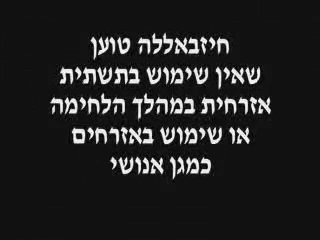 חיזבאללה טוען
שאין שימוש בתשתית
אזרחית במהלך הלחימה
או שימוש באזרחים
כמגן אנושי